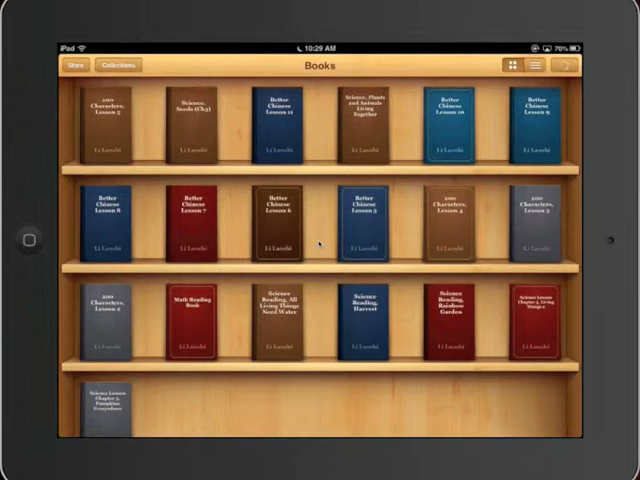 iPad
10:29 AM
70%
Store
Collections
Books
200
Characters,
Lesson 5
Li Laoshi
Science,
Seeds (Ch3)
Li Laoshi
Better
Chinese
Lesson 11
Li Laoshi
Science, Plants
and Animals
Living
Together
Li Laoshi
Better
Chinese
Lesson 10
Li Laoshi
Better
Chinese
Lesson 9
Li Laoshi
Better
Chinese
Lesson 8
Li Laoshi
Better
Chinese
Lesson 7
Li Laoshi
Better
Chinese
Lesson 6
Li Laoshi
Better
Chinese
Lesson 5
Li Laoshi
200
Characters,
Lesson 4
Li Laoshi
200
Characters,
Lesson 3
Li Laoshi
200
Characters,
Lesson 2
Li Laoshi
Math Reading
Book
Li Laoshi
Science
Reading, All
Living Things
Need Water
Li Laoshi
Science
Reading,
Harvest
Li Laoshi
Science
Reading,
Rainbow
Garden
Li Laoshi
Science Lesson
Chapter 3, Living
Things 2
Li Laoshi
Science Lesson
Chapter 3,
Pumpkins
Everywhere